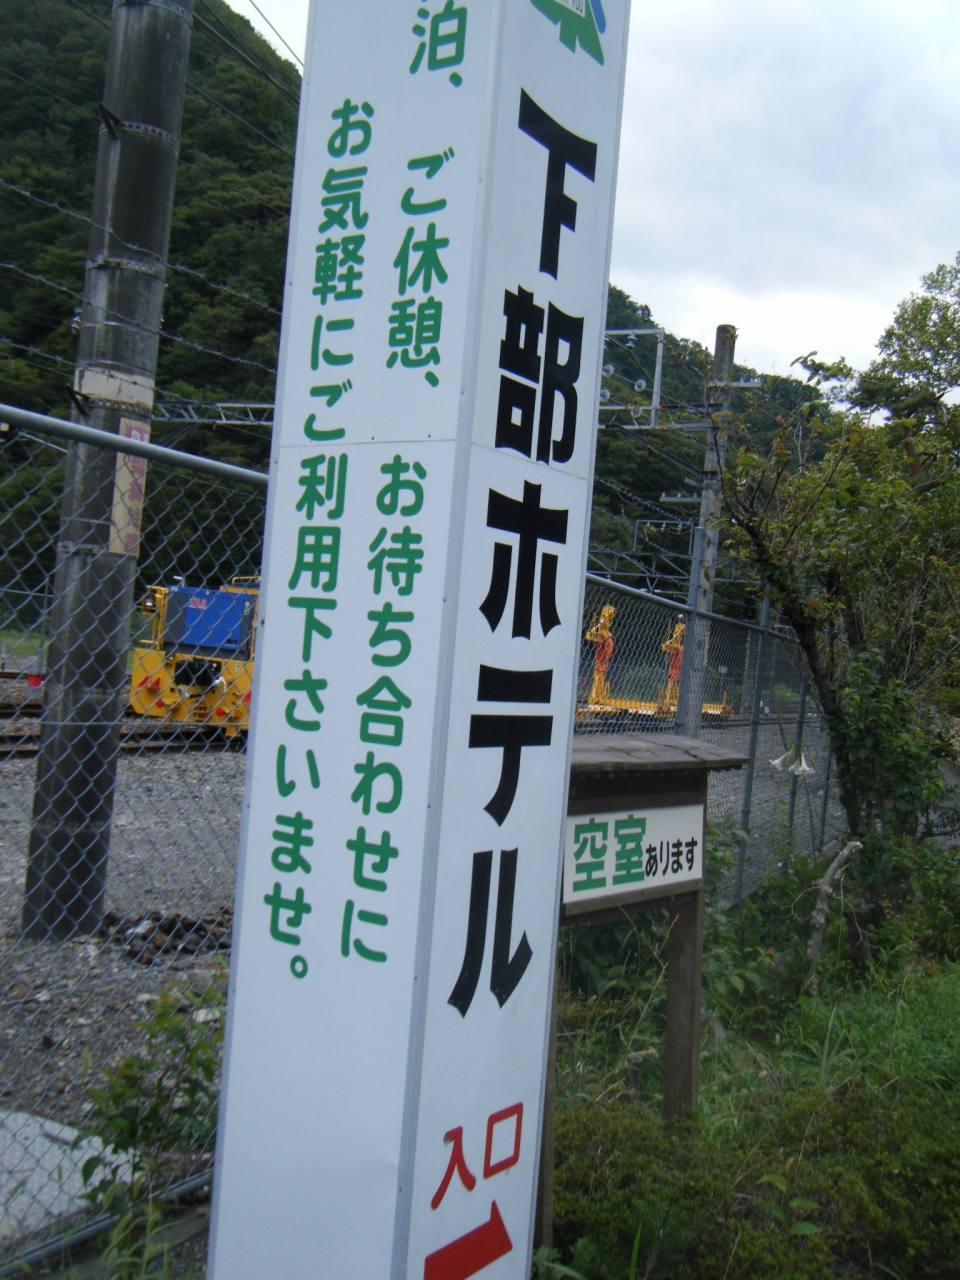 下部ホテル
入口
泊、ご休憩、お待ち合わせに
お気軽にご利用下さいませ。
空室あります